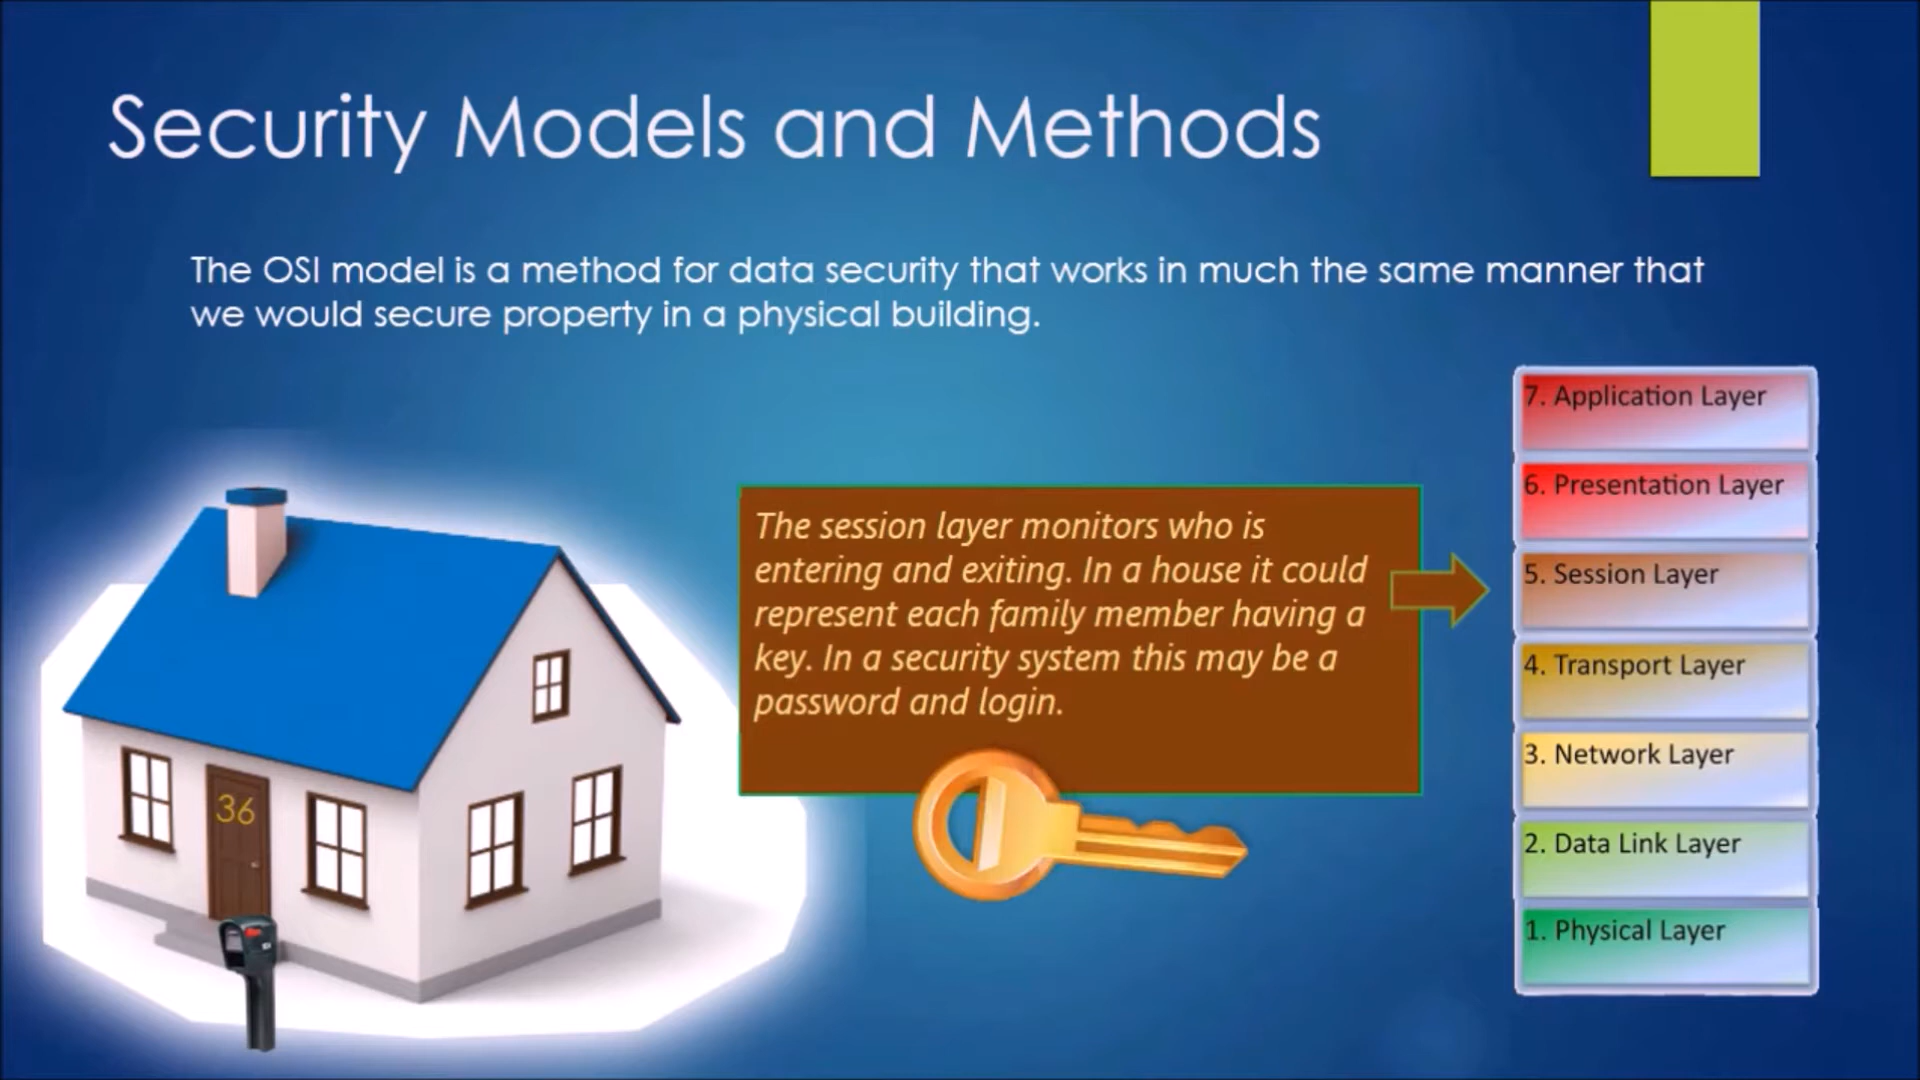 Security Models and Methods
The OSI model is a method for data security that works in much the same manner that
we would secure property in a physical building.
The session layer monitors who is
entering and exiting. In a house it could
represent each family member having a
key. In a security system this may be a
password and login.
36
7. Application Layer
6. Presentation Layer
5. Session Layer
4. Transport Layer
3. Network Layer
2. Data Link Layer
1. Physical Layer